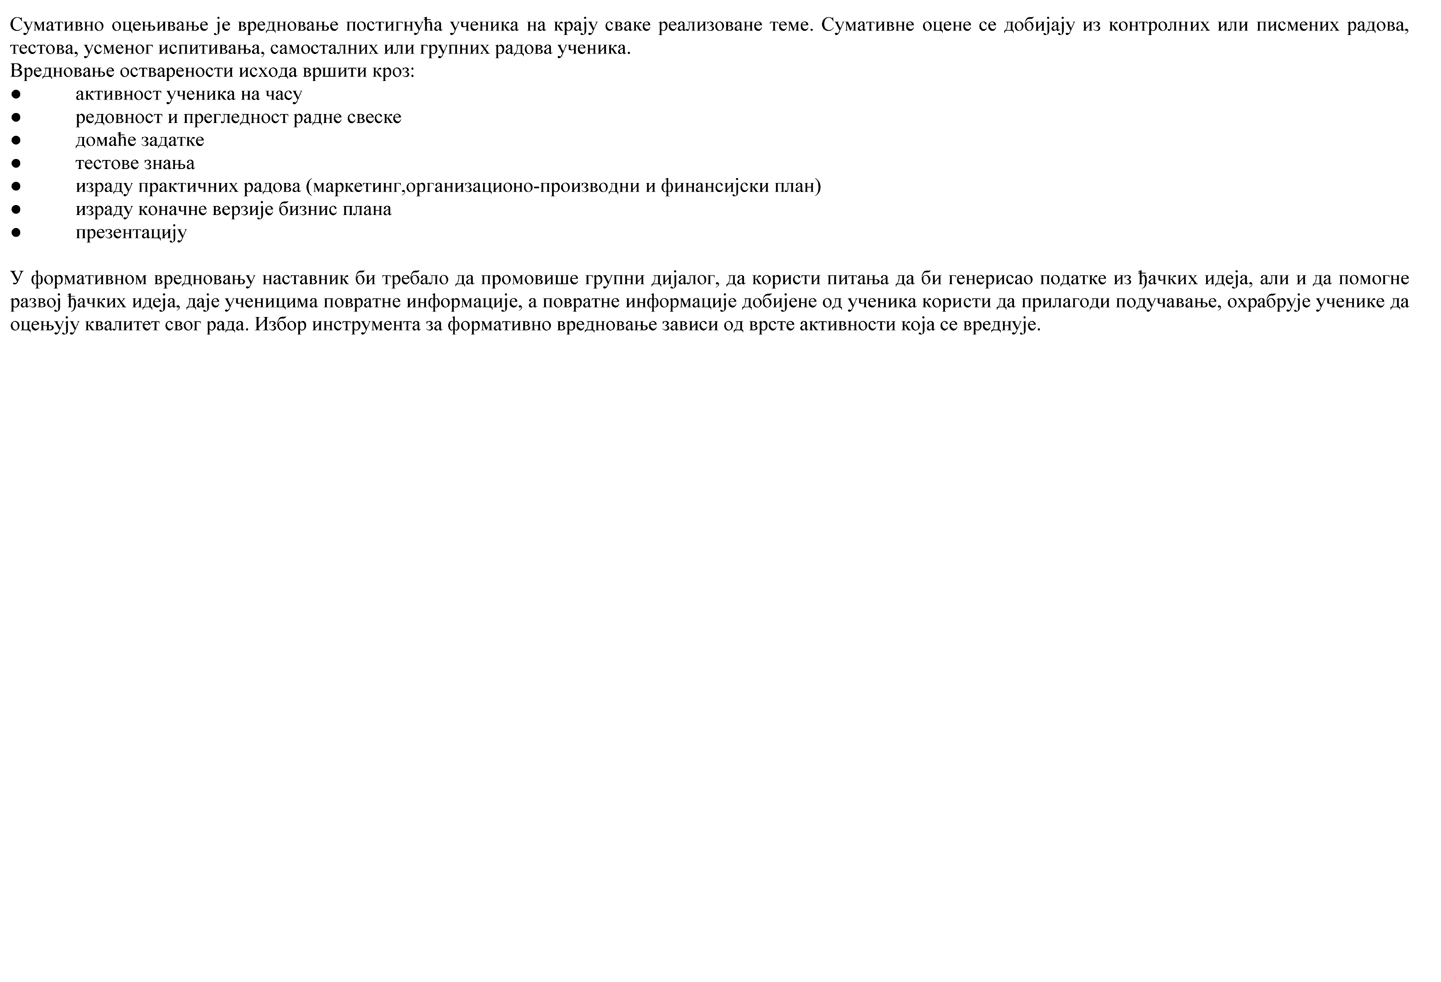 Сумативно оцењивање је вредновање постигнућа ученика на крају сваке реализоване теме. Сумативне оцене се добијају из контролних или писмених радова,
тестова, усменог испитивања, самосталних или групних радова ученика.
Вредновање остварености исхода вршити кроз:
● активност ученика на часу
● редовност и прегледност радне свеске
● домаће задатке
● тестове знања
● израду практичних радова (маркетинг,организационо-производни и финансијски план)
● израду коначне верзије бизнис плана
● презентацију
У формативном вредновању наставник би требало да промовише групни дијалог, да користи питања да би генерисао податке из ђачких идеја, али и да помогне
развој ђачких идеја, даје ученицима повратне информације, а повратне информације добијене од ученика користи да прилагоди подучавање, охрабрује ученике да
оцењују квалитет свог рада. Избор инструмента за формативно вредновање зависи од врсте активности која се вреднује.